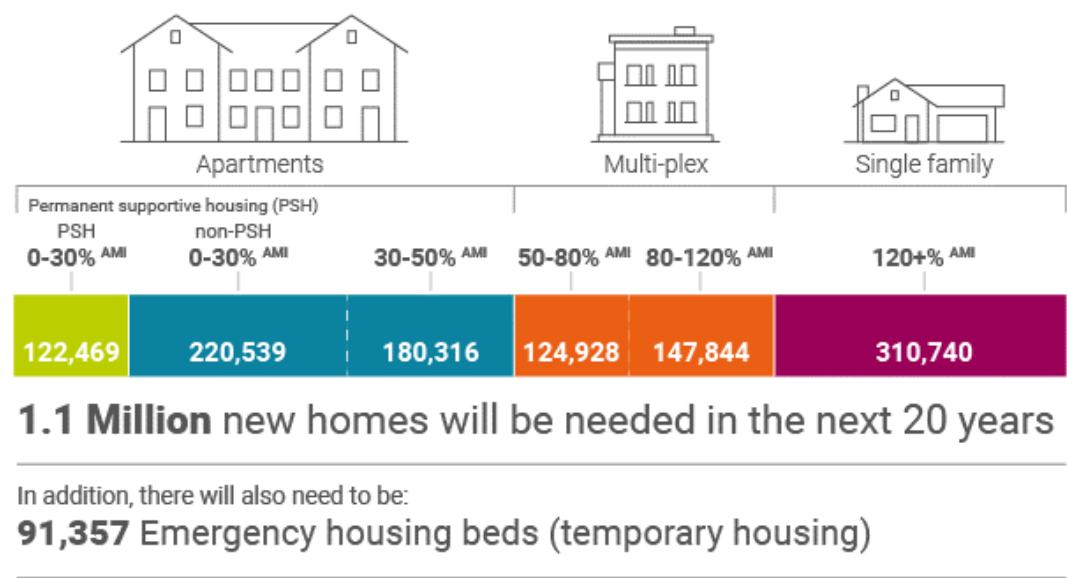 Apartments Multi-plex Single family
Permanent supportive housing (PSH)
PSH non-PSH
0-30% AMI 0-30% AMI 30-50% AMI 50-80% AMI 80-120% AMI 120+% AMI
122,469 220,539 180,316 124,928 147,844 310,740
1.1 Million new homes will be needed in the next 20 years
In addition, there will also need to be:
91,357 Emergency housing beds (temporary housing)